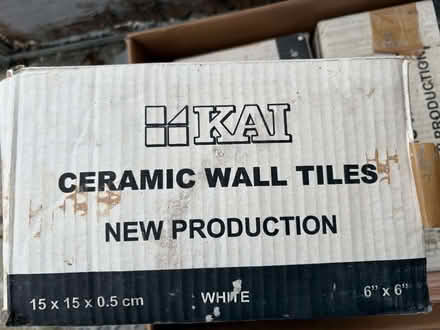 KAI
CERAMIC WALL TILES
NEW PRODUCTION
15 x 15 x 0.5 cm WHITE 6" x 6"
PRODUCTION